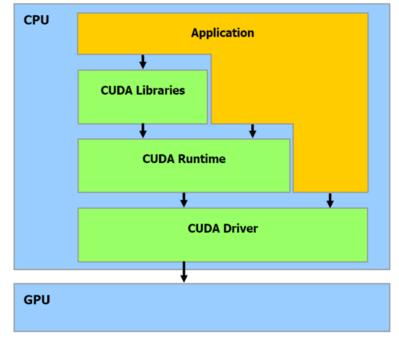 CPU
Application
CUDA Libraries
CUDA Runtime
CUDA Driver
GPU